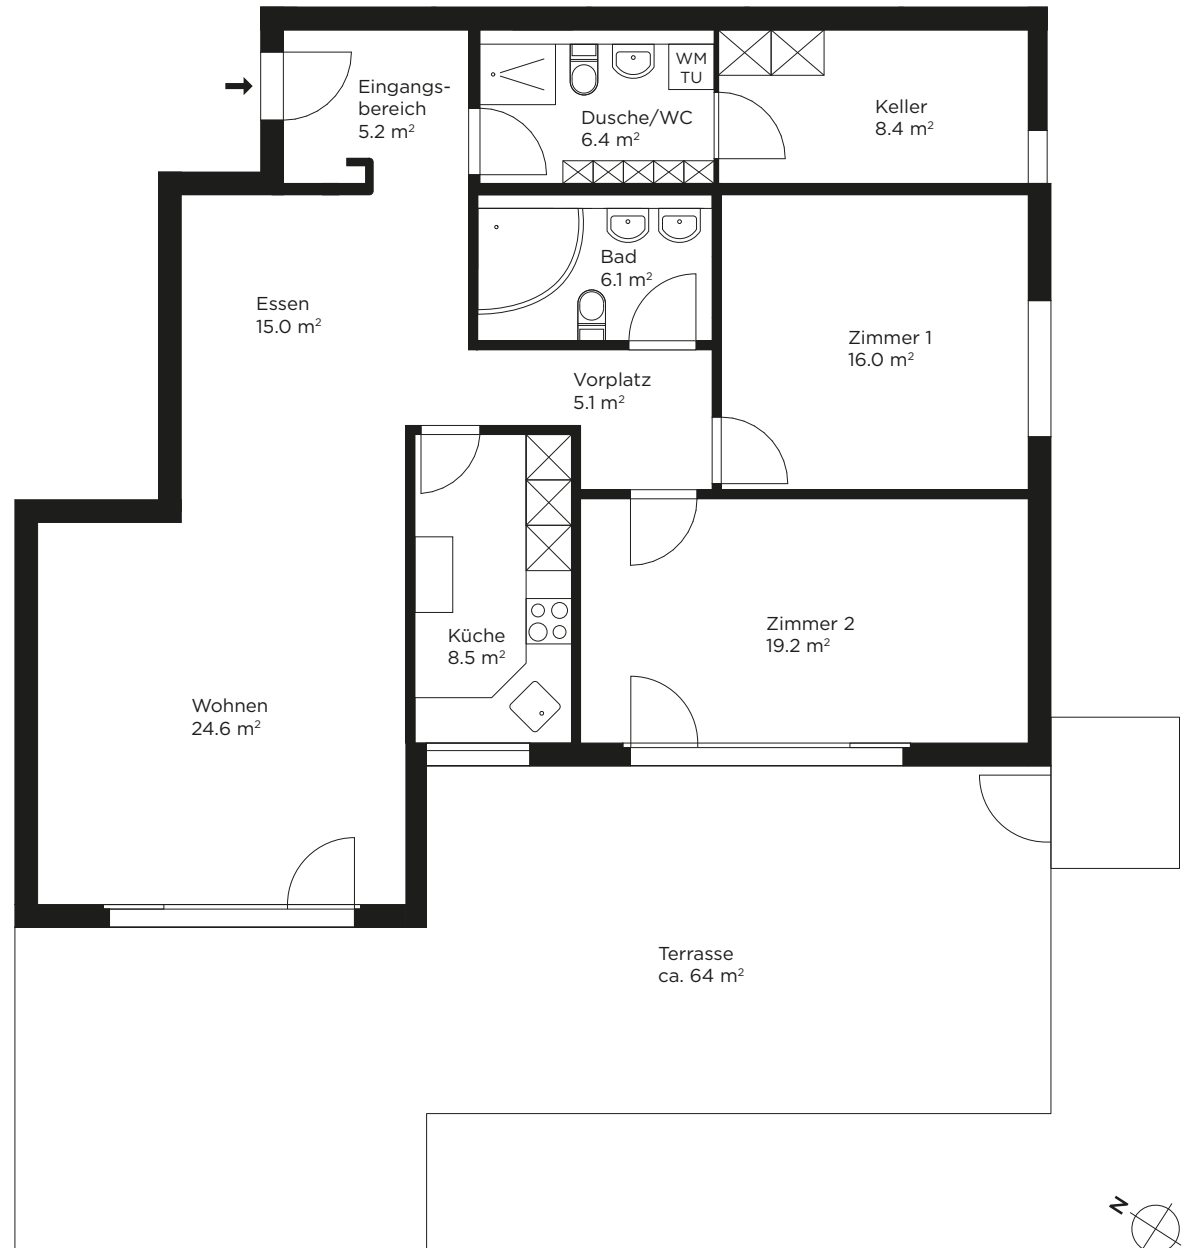 Eingangs-
bereich
5.2 m²
Dusche/WC
6.4 m²
WM
TU
Keller
8.4 m²
Bad
6.1 m²
Essen
15.0 m²
Zimmer 1
16.0 m²
Vorplatz
5.1 m²
Küche
8.5 m²
Zimmer 2
19.2 m²
Wohnen
24.6 m²
Terrasse
ca. 64 m²
N